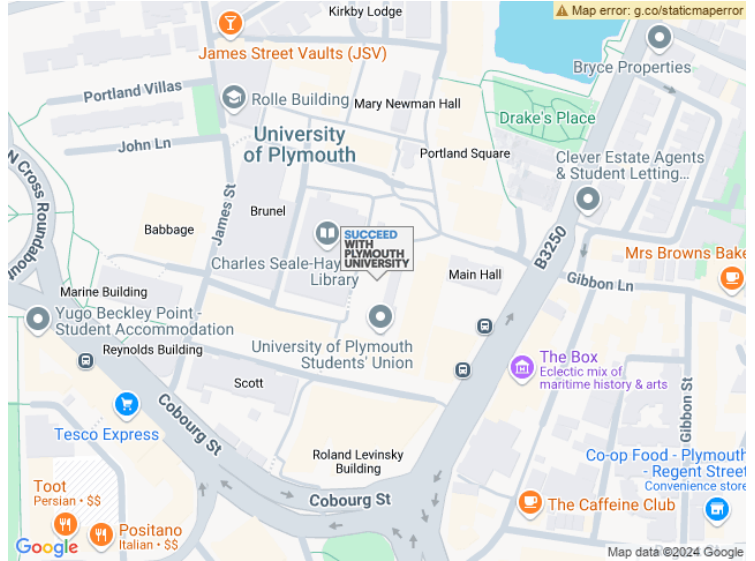 Kirkby Lodge
Map error: g.co/staticmaperror
James Street Vaults (JSV)
Bryce Properties
Portland Villas
Rolle Building
Mary Newman Hall
Drake's Place
University
of Plymouth
John Ln
Portland Square
Clever Estate Agents
& Student Letting...
N Cross Roundabout
James St
Babbage
Brunel
SUCCEED
WITH
PLYMOUTH
UNIVERSITY
B3250
Mrs Browns Bake
Charles Seale-Hay
Library
Main Hall
Gibbon Ln
Marine Building
Yugo Beckley Point -
Student Accommodation
University of Plymouth
Students' Union
Reynolds Building
The Box
Eclectic mix of
maritime history & arts
Scott
Gibbon St
Cobourg St
Tesco Express
Roland Levinsky
Building
Co-op Food - Plymouth
- Regent Street
Convenience store
Toot
Persian • $$
Cobourg St
The Caffeine Club
Positano
Italian • $$
Google
Map data ©2024 Google